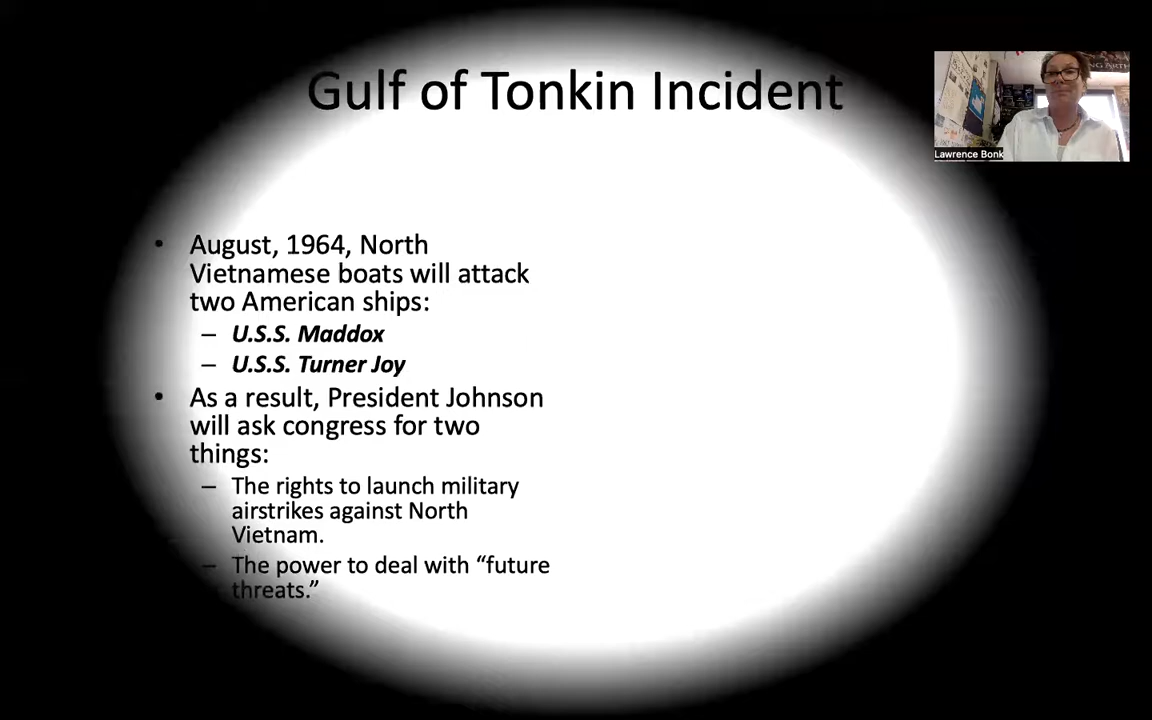 Gulf of Tonkin Incident
Lawrence Bonk
• August, 1964, North
Vietnamese boats will attack
two American ships:
– U.S.S. Maddox
– U.S.S. Turner Joy
• As a result, President Johnson
will ask congress for two
things:
– The rights to launch military
airstrikes against North
Vietnam.
– The power to deal with “future
threats.”